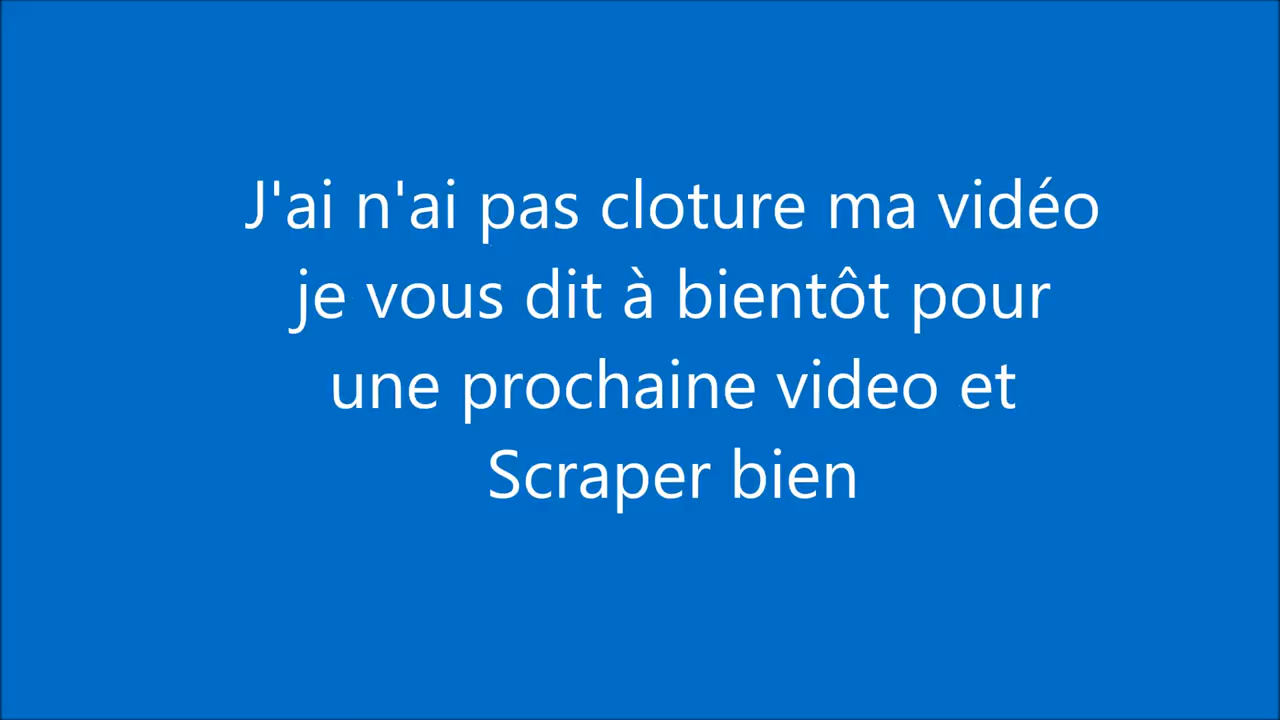 J'ai n'ai pas cloture ma vidéo
je vous dit à bientôt pour
une prochaine video et
Scraper bien